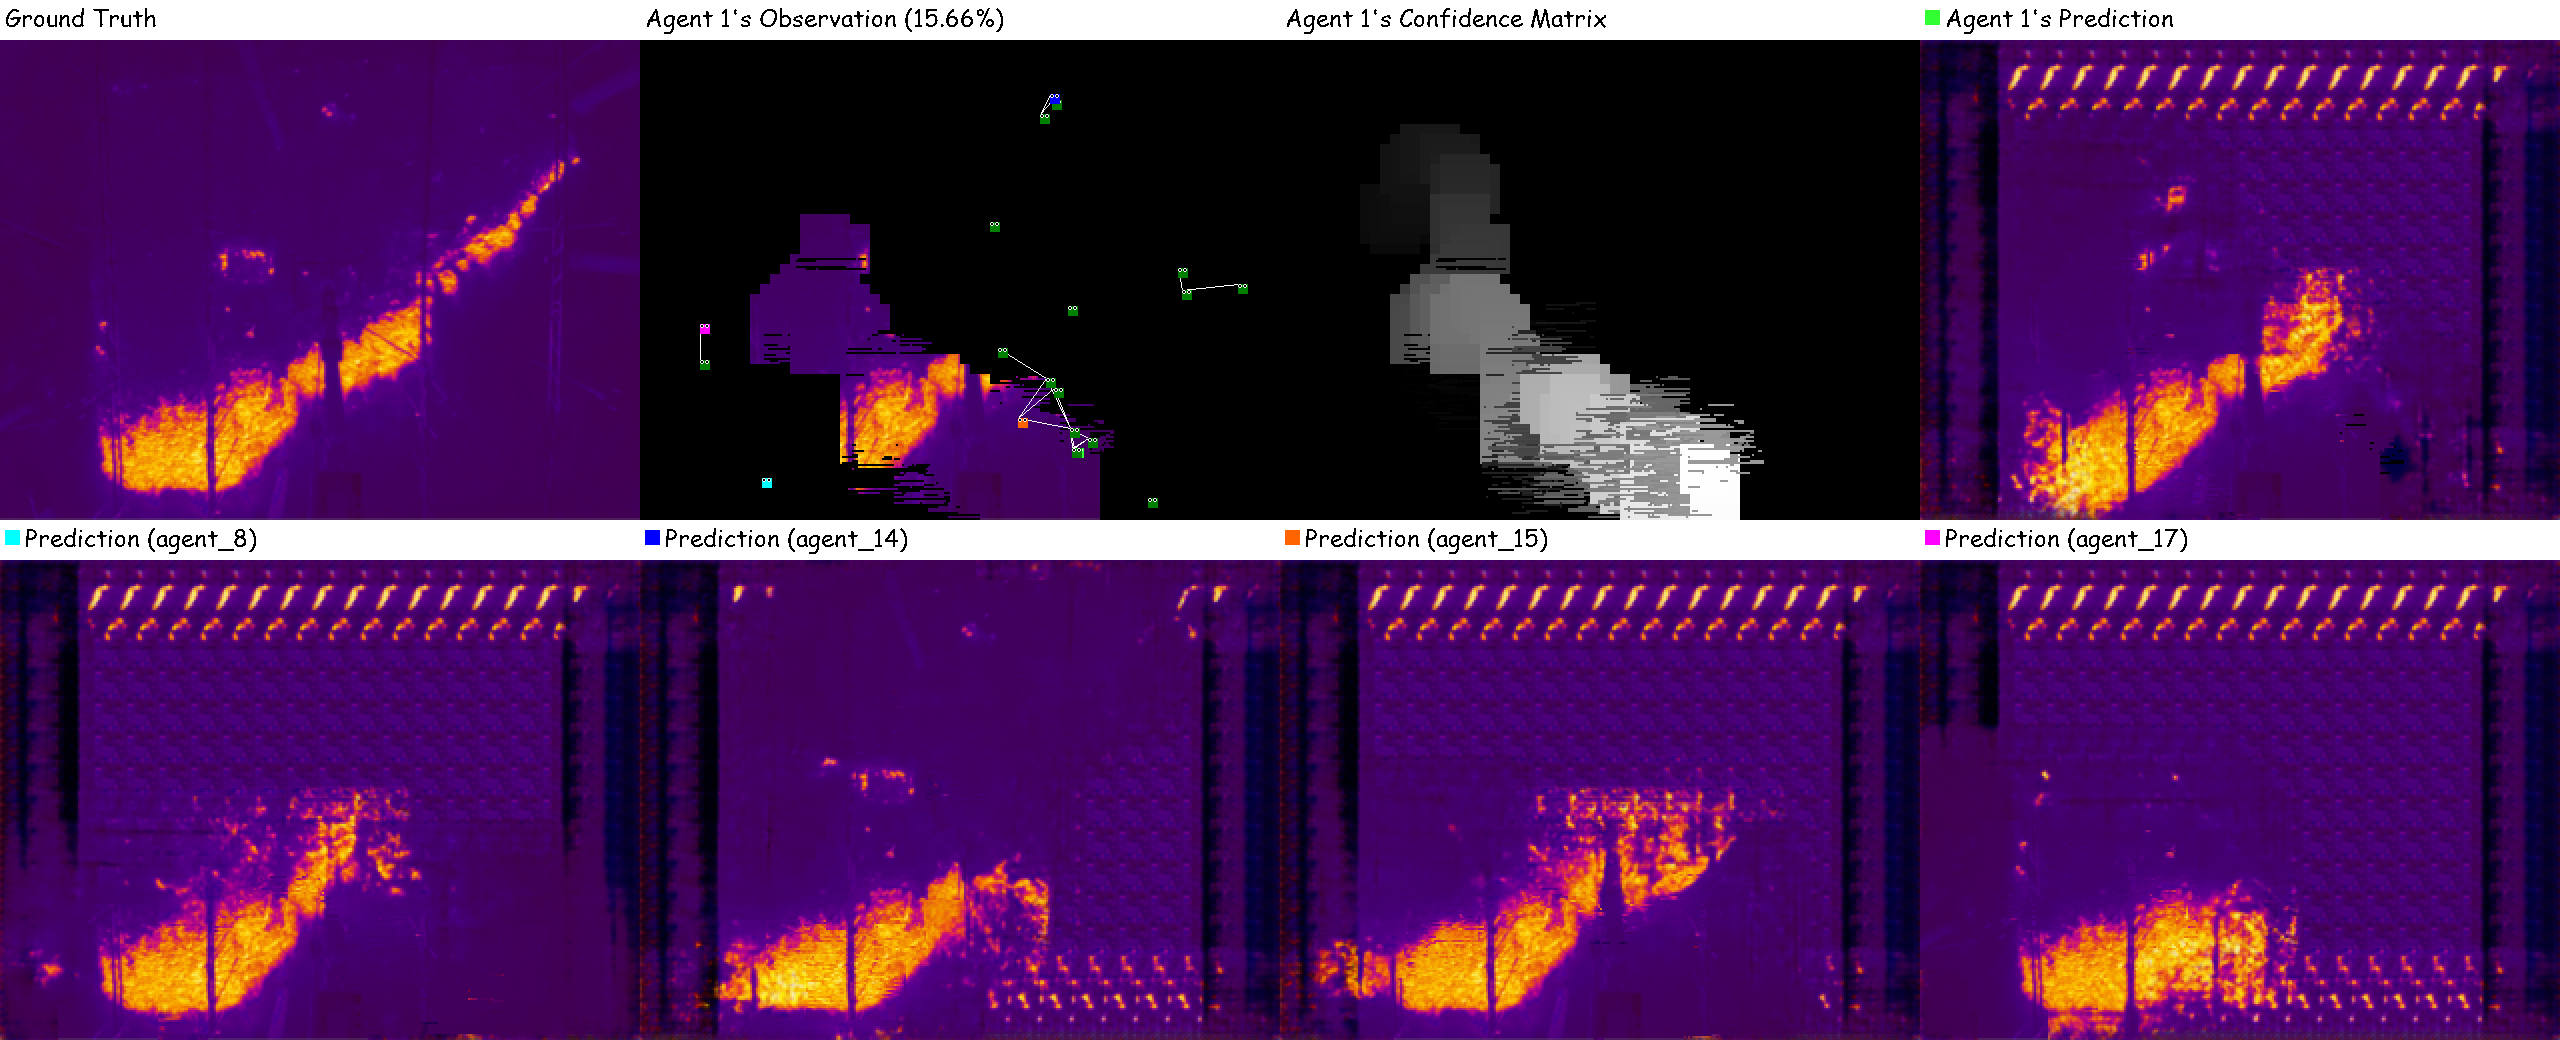 Ground Truth
Agent 1's Observation (15.66%)
Agent 1's Confidence Matrix
Agent 1's Prediction
Prediction (agent_8)
Prediction (agent_14)
Prediction (agent_15)
Prediction (agent_17)